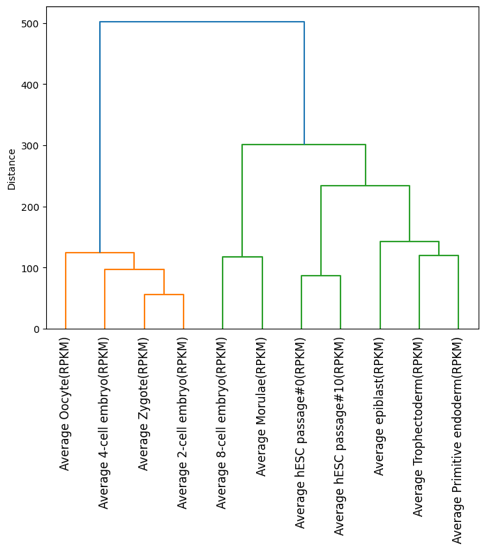 500
400
300
200
100
0
Distance
Average Oocyte(RPKM)
Average 4-cell embryo(RPKM)
Average Zygote(RPKM)
Average 2-cell embryo(RPKM)
Average 8-cell embryo(RPKM)
Average Morulae(RPKM)
Average hESC passage#0(RPKM)
Average hESC passage#10(RPKM)
Average epiblast(RPKM)
Average Trophectoderm(RPKM)
Average Primitive endoderm(RPKM)